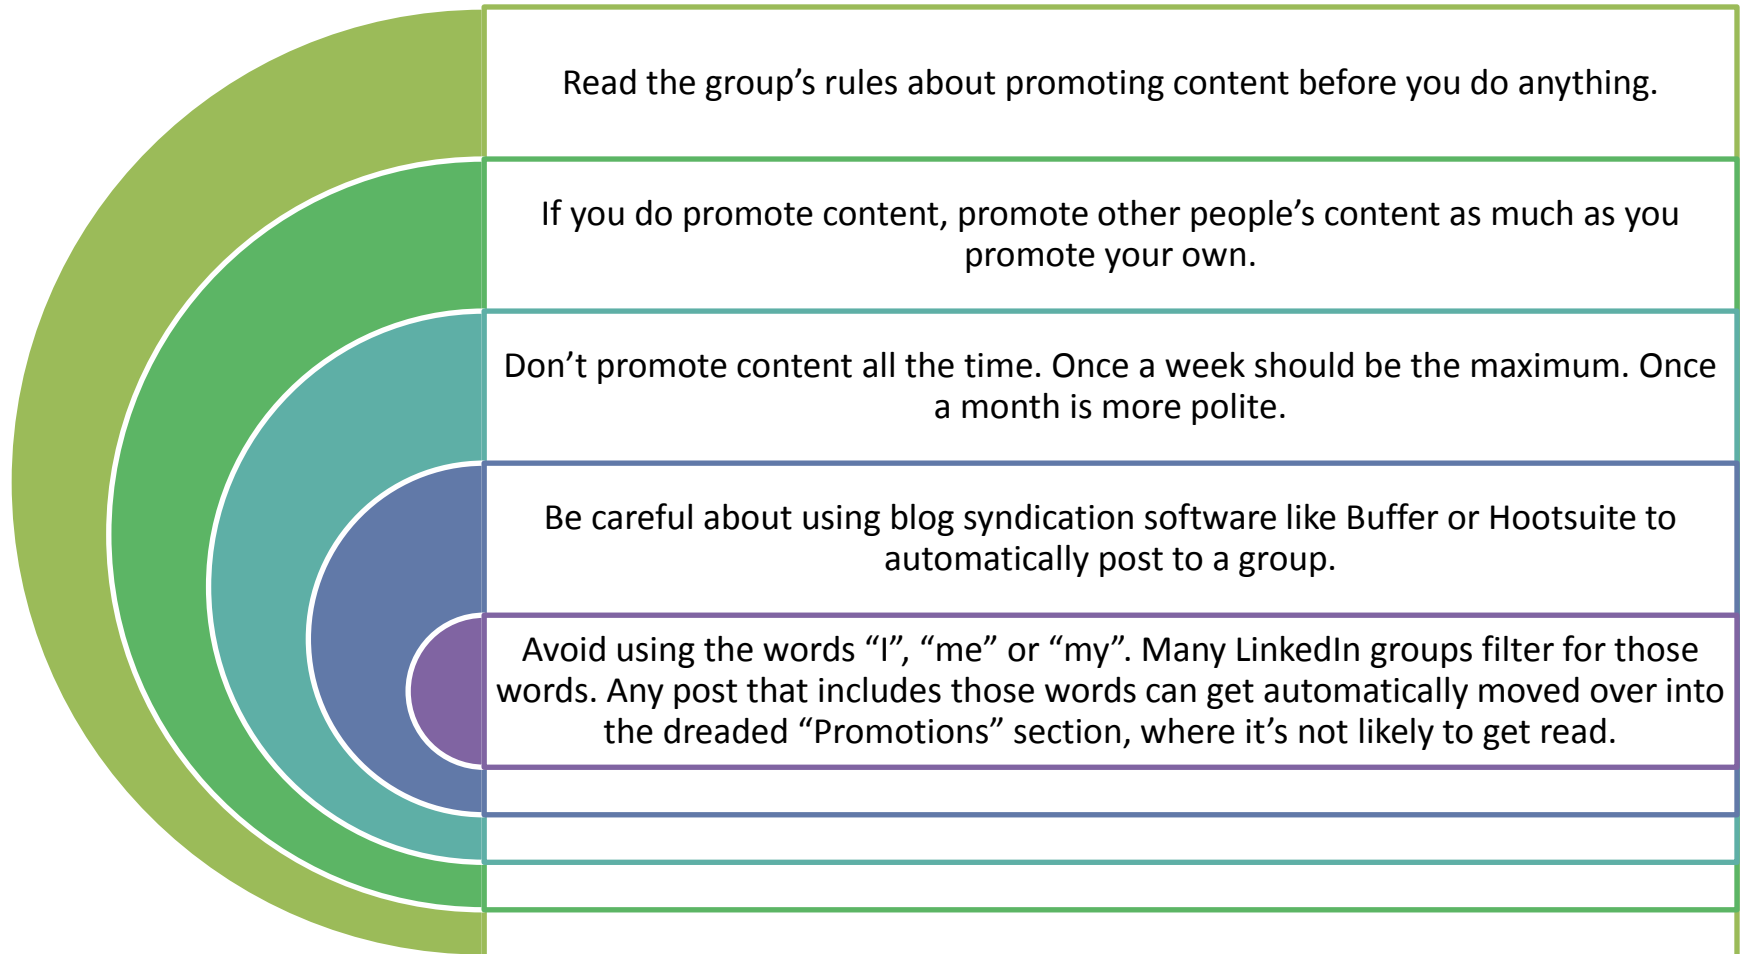 Read the group’s rules about promoting content before you do anything.
If you do promote content, promote other people’s content as much as you
promote your own.
Don’t promote content all the time. Once a week should be the maximum. Once
a month is more polite.
Be careful about using blog syndication software like Buffer or Hootsuite to
automatically post to a group.
Avoid using the words “I”, “me” or “my”. Many LinkedIn groups filter for those
words. Any post that includes those words can get automatically moved over into
the dreaded “Promotions” section, where it’s not likely to get read.